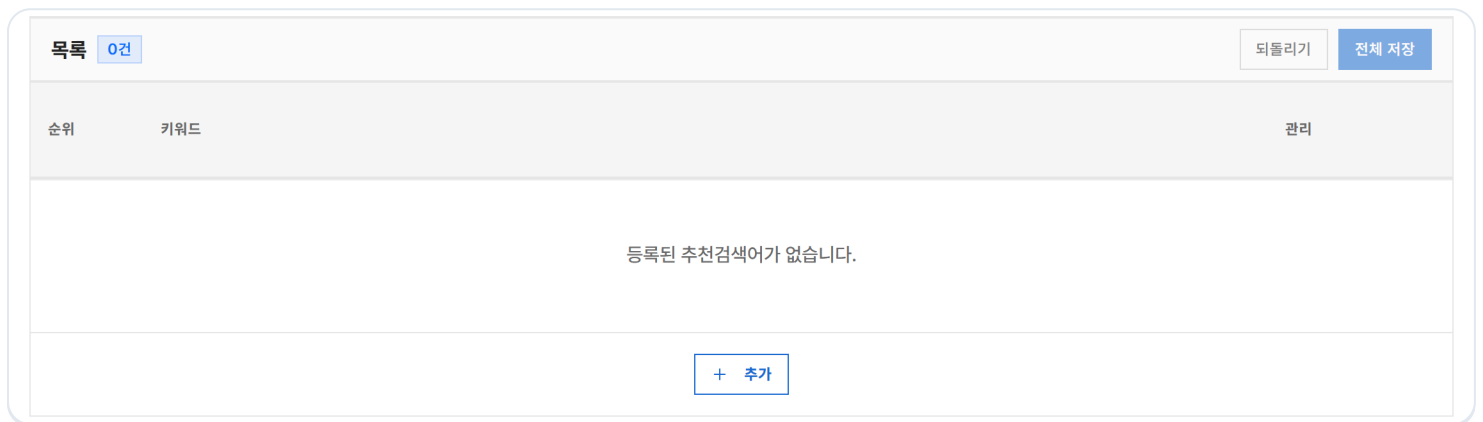 목록 0건 되돌리기 전체 저장
순위 키워드 관리
등록된 추천검색어가 없습니다.
+ 추가